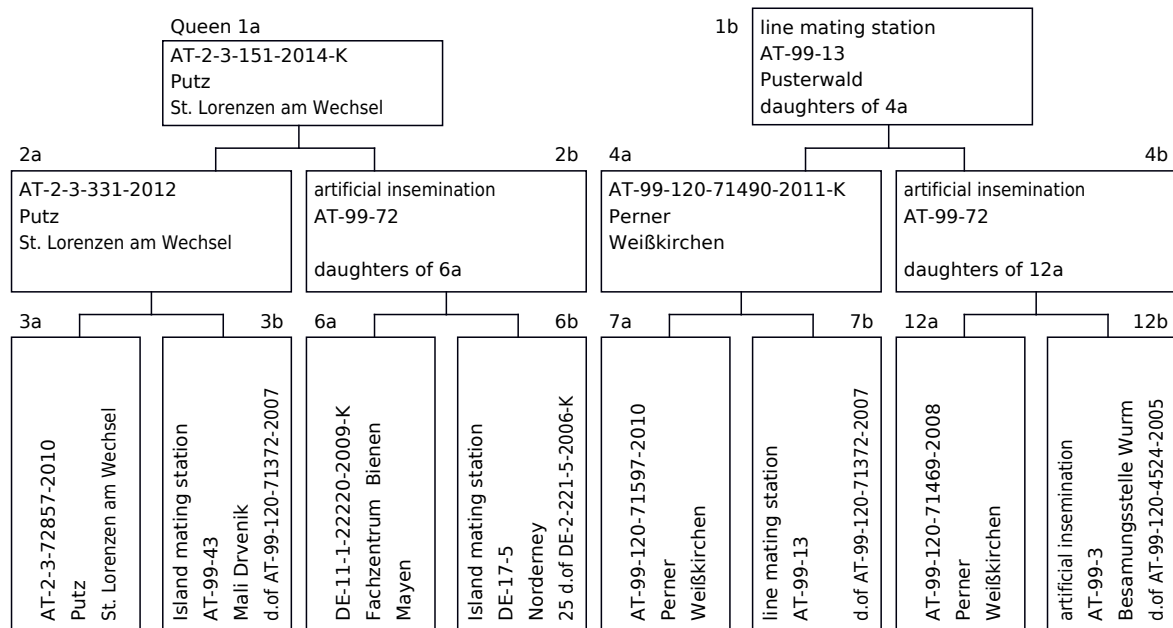 Queen 1a
AT-2-3-151-2014-K
Putz
St. Lorenzen am Wechsel
1b
line mating station
AT-99-13
Pusterwald
daughters of 4a
2a
AT-2-3-331-2012
Putz
St. Lorenzen am Wechsel
2b
artificial insemination
AT-99-72
daughters of 6a
4a
AT-99-120-71490-2011-K
Perner
Weißkirchen
4b
artificial insemination
AT-99-72
daughters of 12a
3a
AT-2-3-72857-2010
Putz
St. Lorenzen am Wechsel
3b
Island mating station
AT-99-43
Mali Drvenik
d.of AT-99-120-71372-2007
6a
DE-11-1-22220-2009-K
Fachzentrum Bienen
Mayen
6b
Island mating station
DE-17-5
Norderney
25 d.of DE-2-221-5-2006-K
7a
AT-99-120-71597-2010
Perner
Weißkirchen
7b
line mating station
AT-99-13
d.of AT-99-120-71372-2007
12a
AT-99-120-71469-2008
Perner
Weißkirchen
12b
artificial insemination
AT-99-3
Besamungsstelle Wurm
d.of AT-99-120-4524-2005